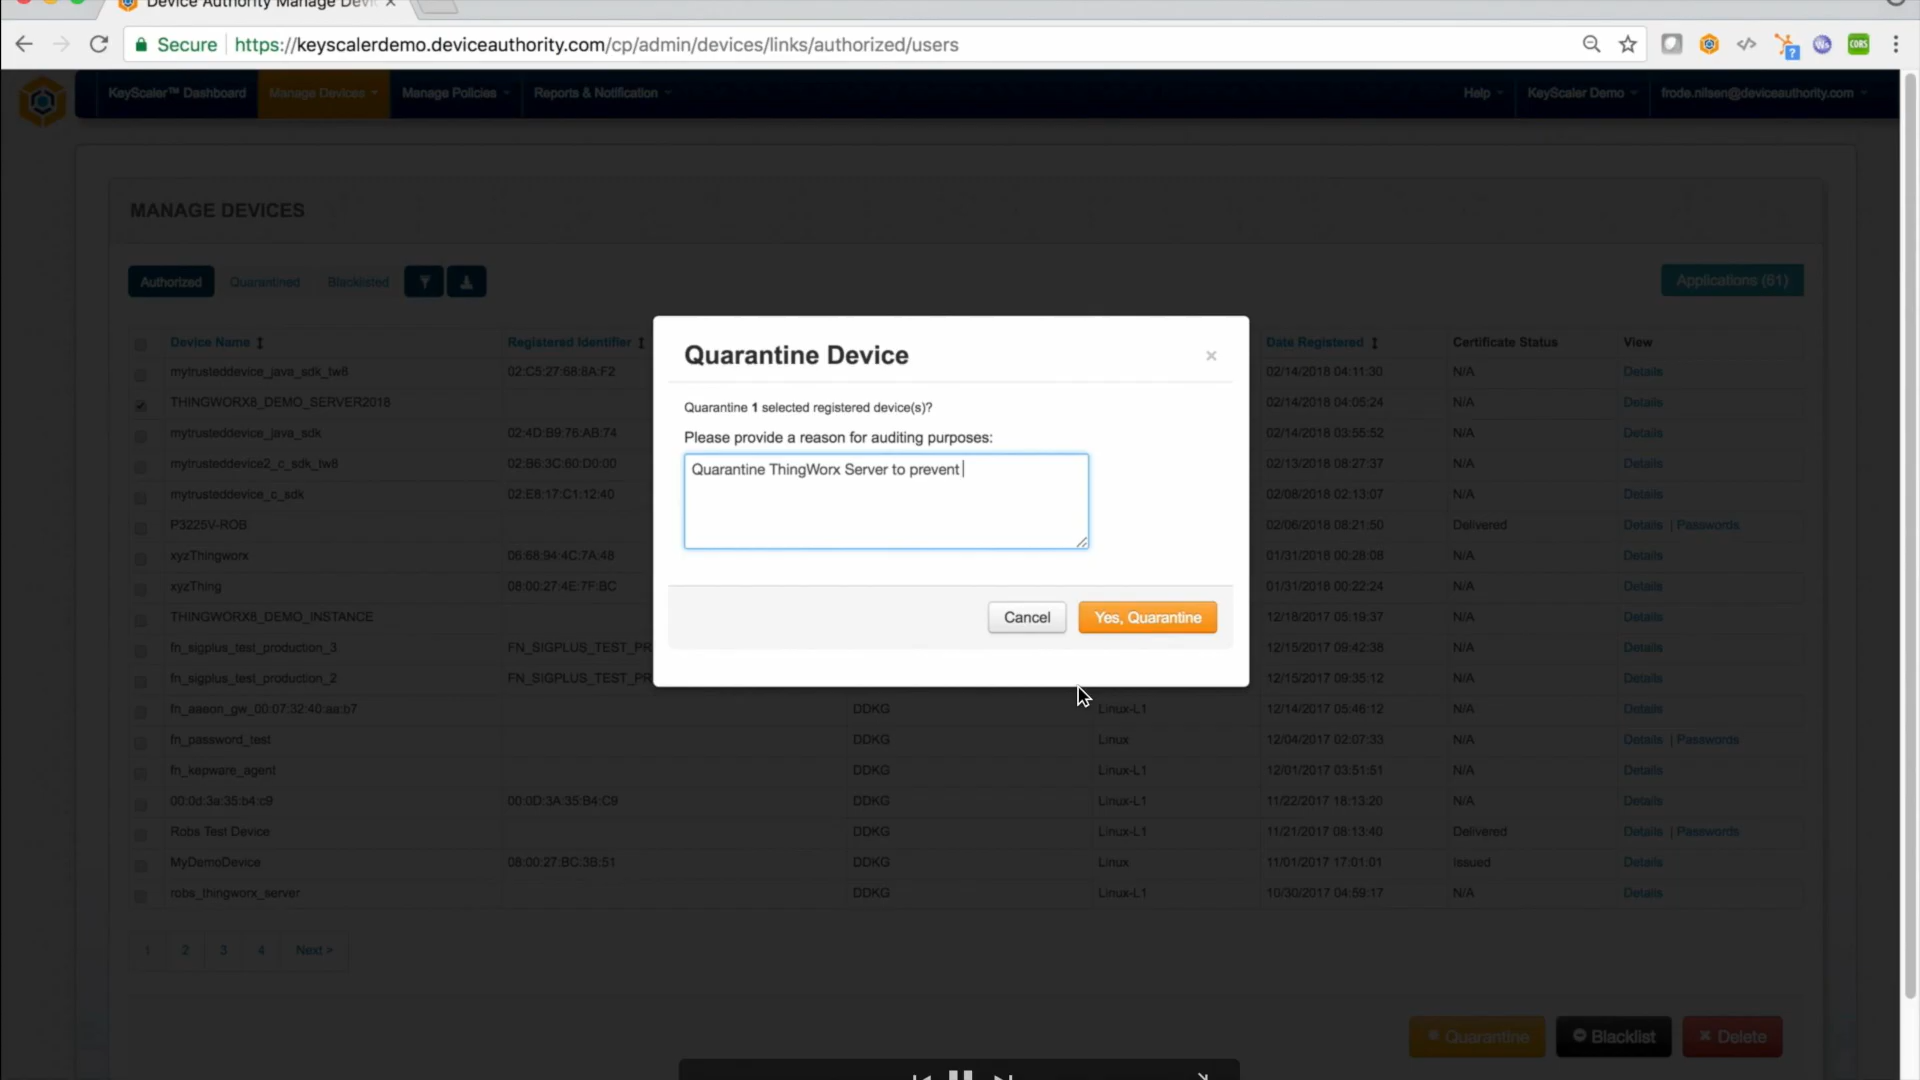 Device Authority Manage Devi ×
Secure https://keyscalerdemo.deviceauthority.com/cp/admin/devices/links/authorized/users
KeyScaler™ Dashboard Manage Devices Manage Policies Reports & Notification Help KeyScaler Demo frode.nilsen@deviceauthority.com
MANAGE DEVICES
Authorized Quarantined Blacklisted Applications (61)
Device Name Registered Identifier Date Registered Certificate Status View
mytrusteddevice_java_sdk_tw8 02:C5:27:68:8A:F2 02/14/2018 04:11:30 N/A Details
THINGWORX8_DEMO_SERVER2018 02/14/2018 04:05:24 N/A Details
mytrusteddevice_java_sdk 02:4D:B9:76:AB:74 02/14/2018 03:55:52 N/A Details
mytrusteddevice2_c_sdk_tw8 02:B6:3C:60:D0:00 02/13/2018 08:27:37 N/A Details
mytrusteddevice_c_sdk 02:E8:17:C1:12:40 02/08/2018 02:13:07 N/A Details
P3225V-ROB 02/06/2018 08:21:50 Delivered Details | Passwords
xyzThingworx 06:68:94:4C:7A:48 01/31/2018 00:28:08 N/A Details
xyzThing 08:00:27:4E:7F:BC 01/31/2018 00:22:24 N/A Details
THINGWORX8_DEMO_INSTANCE 12/18/2017 05:19:37 N/A Details
fn_sigplus_test_production_3 FN_SIGPLUS_TEST_PR 12/15/2017 09:42:38 N/A Details
fn_sigplus_test_production_2 FN_SIGPLUS_TEST_PR 12/15/2017 09:35:12 N/A Details
fn_aaeon_gw_00:07:32:40:aa:b7 DDKG Linux-L1 12/14/2017 05:46:12 N/A Details
fn_password_test DDKG Linux 12/04/2017 02:07:33 N/A Details | Passwords
fn_kepware_agent DDKG Linux-L1 12/01/2017 03:51:51 N/A Details
00:0d:3a:35:b4:c9 00:0D:3A:35:B4:C9 DDKG Linux-L1 11/22/2017 18:13:20 N/A Details
Robs Test Device DDKG Linux-L1 11/21/2017 08:13:40 Delivered Details | Passwords
MyDemoDevice 08:00:27:BC:3B:51 DDKG Linux 11/01/2017 17:01:01 Issued Details
robs_thingworx_server DDKG Linux-L1 10/30/2017 04:59:17 N/A Details
1 2 3 4 Next »
Quarantine Blacklist Delete
Quarantine Device ×
Quarantine 1 selected registered device(s)?
Please provide a reason for auditing purposes:
Quarantine ThingWorx Server to prevent
Cancel Yes, Quarantine
CORS